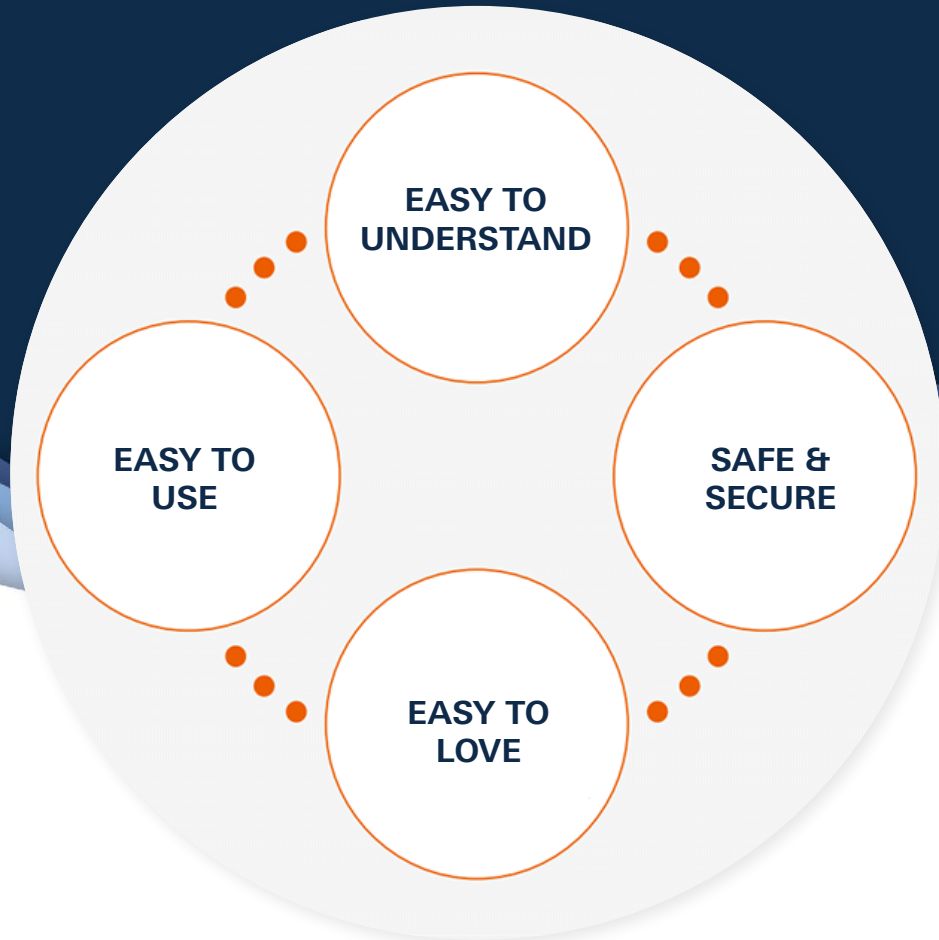 EASY TO
UNDERSTAND
EASY TO
USE
SAFE &
SECURE
EASY TO
LOVE